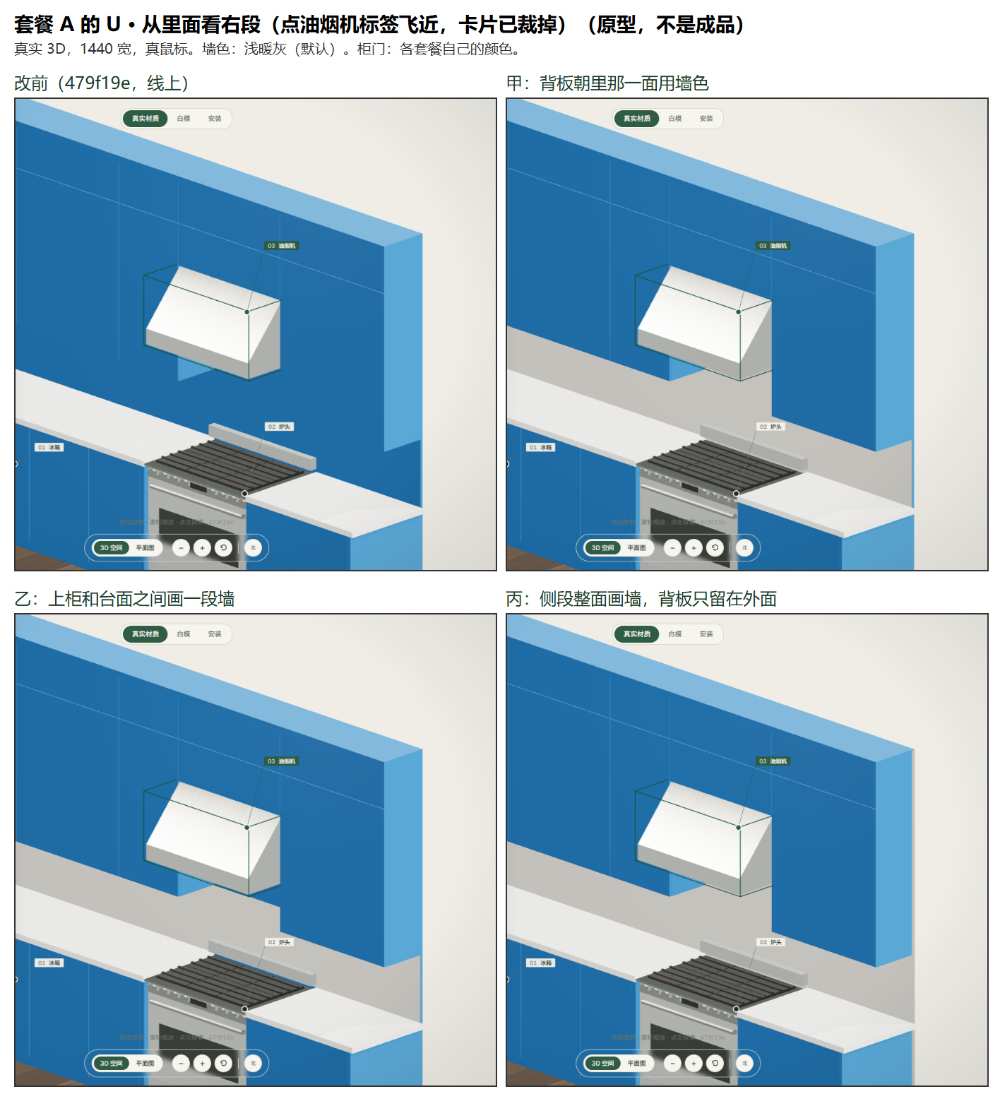 套餐 A 的 U · 从里面看右段（点油烟机标签飞近，卡片已裁掉）（原型，不是成品）
真实 3D，1440 宽，真鼠标。墙色：浅暖灰（默认）。柜门：各套餐自己的颜色。
改前（479f19e，线上）
甲：背板朝里那一面用墙色
真实材质 白模 安装
03 油烟机
02 炉头
01 冰箱
3D 空间 平面图 − +
真实材质 白模 安装
03 油烟机
02 炉头
01 冰箱
3D 空间 平面图 − +
乙：上柜和台面之间画一段墙
丙：侧段整面画墙，背板只留在外面
真实材质 白模 安装
03 油烟机
02 炉头
01 冰箱
3D 空间 平面图 − +
真实材质 白模 安装
03 油烟机
02 炉头
01 冰箱
3D 空间 平面图 − +